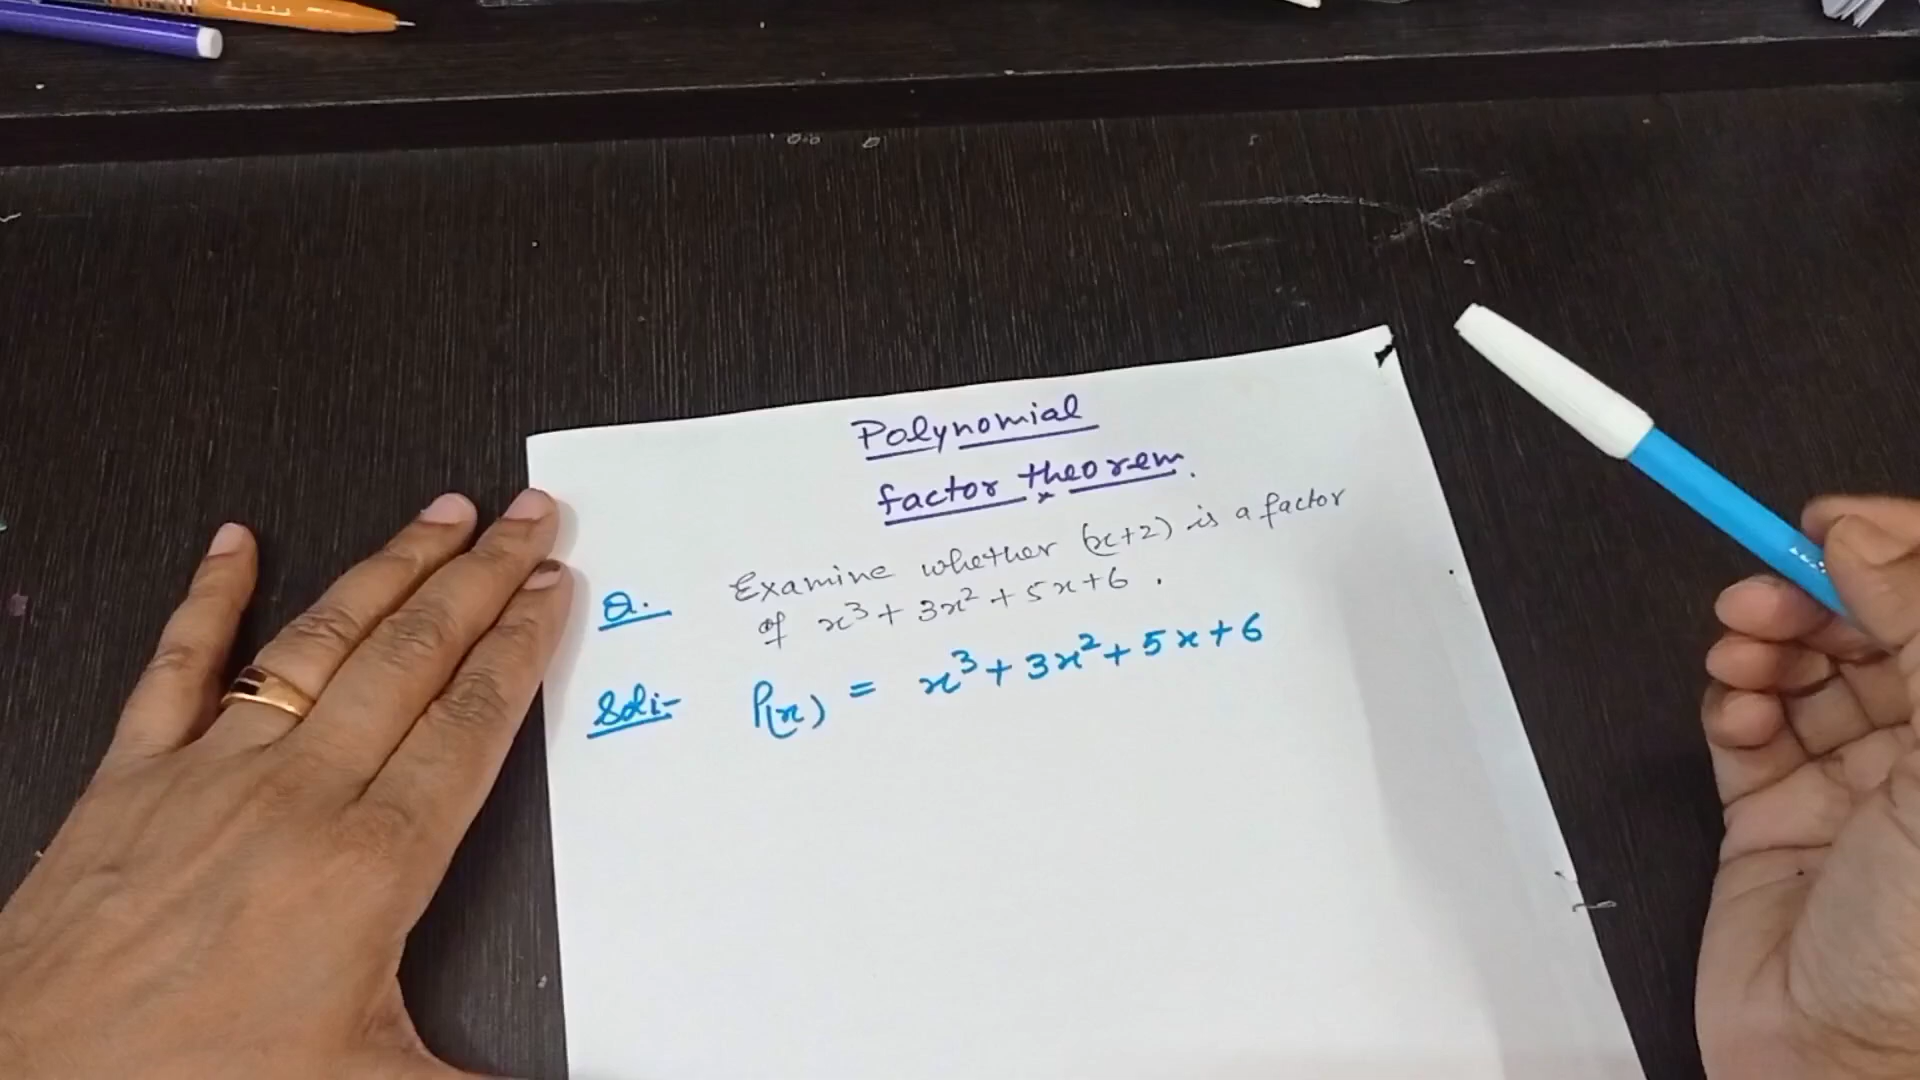 Polynomial
factor theorem.
Q. Examine whether (x+2) is a factor
of x³ + 3x² + 5x + 6 .
Sol:- P(x) = x³ + 3x² + 5x + 6